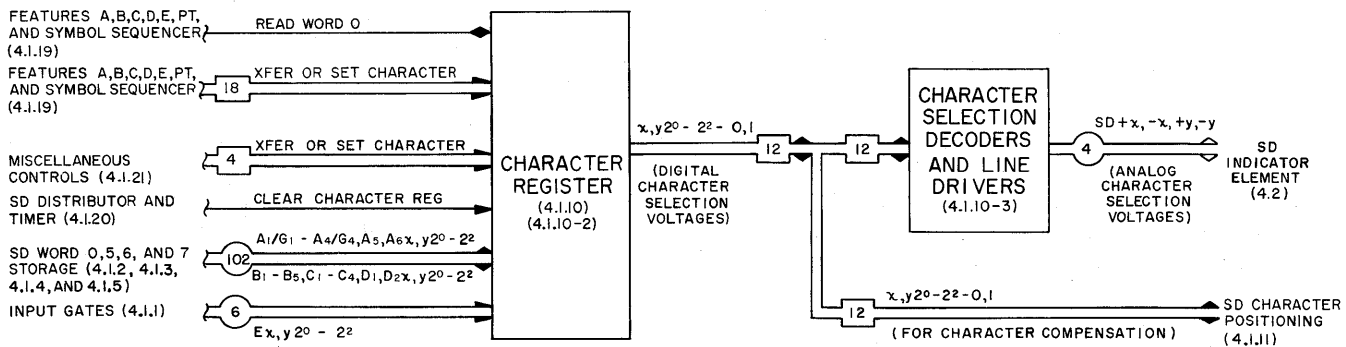 FEATURES A,B,C,D,E,PT,
AND SYMBOL SEQUENCER
(4.1.19)
READ WORD 0
FEATURES A,B,C,D,E,PT,
AND SYMBOL SEQUENCER
(4.1.19)
18
XFER OR SET CHARACTER
MISCELLANEOUS
CONTROLS (4.1.21)
4
XFER OR SET CHARACTER
SD DISTRIBUTOR AND
TIMER (4.1.20)
CLEAR CHARACTER REG
SD WORD 0,5,6, AND 7
STORAGE (4.1.2, 4.1.3,
4.1.4, AND 4.1.5)
102
A₁/G₁ - A₄/G₄, A₅, A₆x, y2⁰ - 2²
B₁ - B₅, C₁ - C₄, D₁, D₂x, y2⁰ - 2²
INPUT GATES (4.1.1)
6
Ex, y2⁰ - 2²
CHARACTER
REGISTER
(4.1.10)
(4.1.10-2)
x, y2⁰ - 2² - 0,1
12
(DIGITAL
CHARACTER
SELECTION
VOLTAGES)
12
CHARACTER
SELECTION
DECODERS
AND LINE
DRIVERS
(4.1.10-3)
SD+x, -x, +y, -y
4
(ANALOG
CHARACTER
SELECTION
VOLTAGES)
SD
INDICATOR
ELEMENT
(4.2)
12
x, y2⁰-2²-0,1
(FOR CHARACTER COMPENSATION)
SD CHARACTER
POSITIONING
(4.1.11)